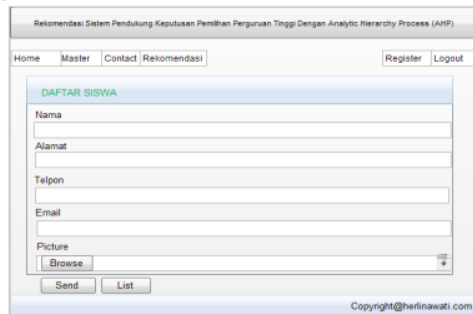 Rekomendasi Sistem Pendukung Keputusan Pemilihan Perguruan Tinggi Dengan Analytic Hierarchy Process (AHP)
Home Master Contact Rekomendasi Register Logout
DAFTAR SISWA
Nama
Alamat
Telpon
Email
Picture
Browse
Send List
Copyright@herlinawati.com